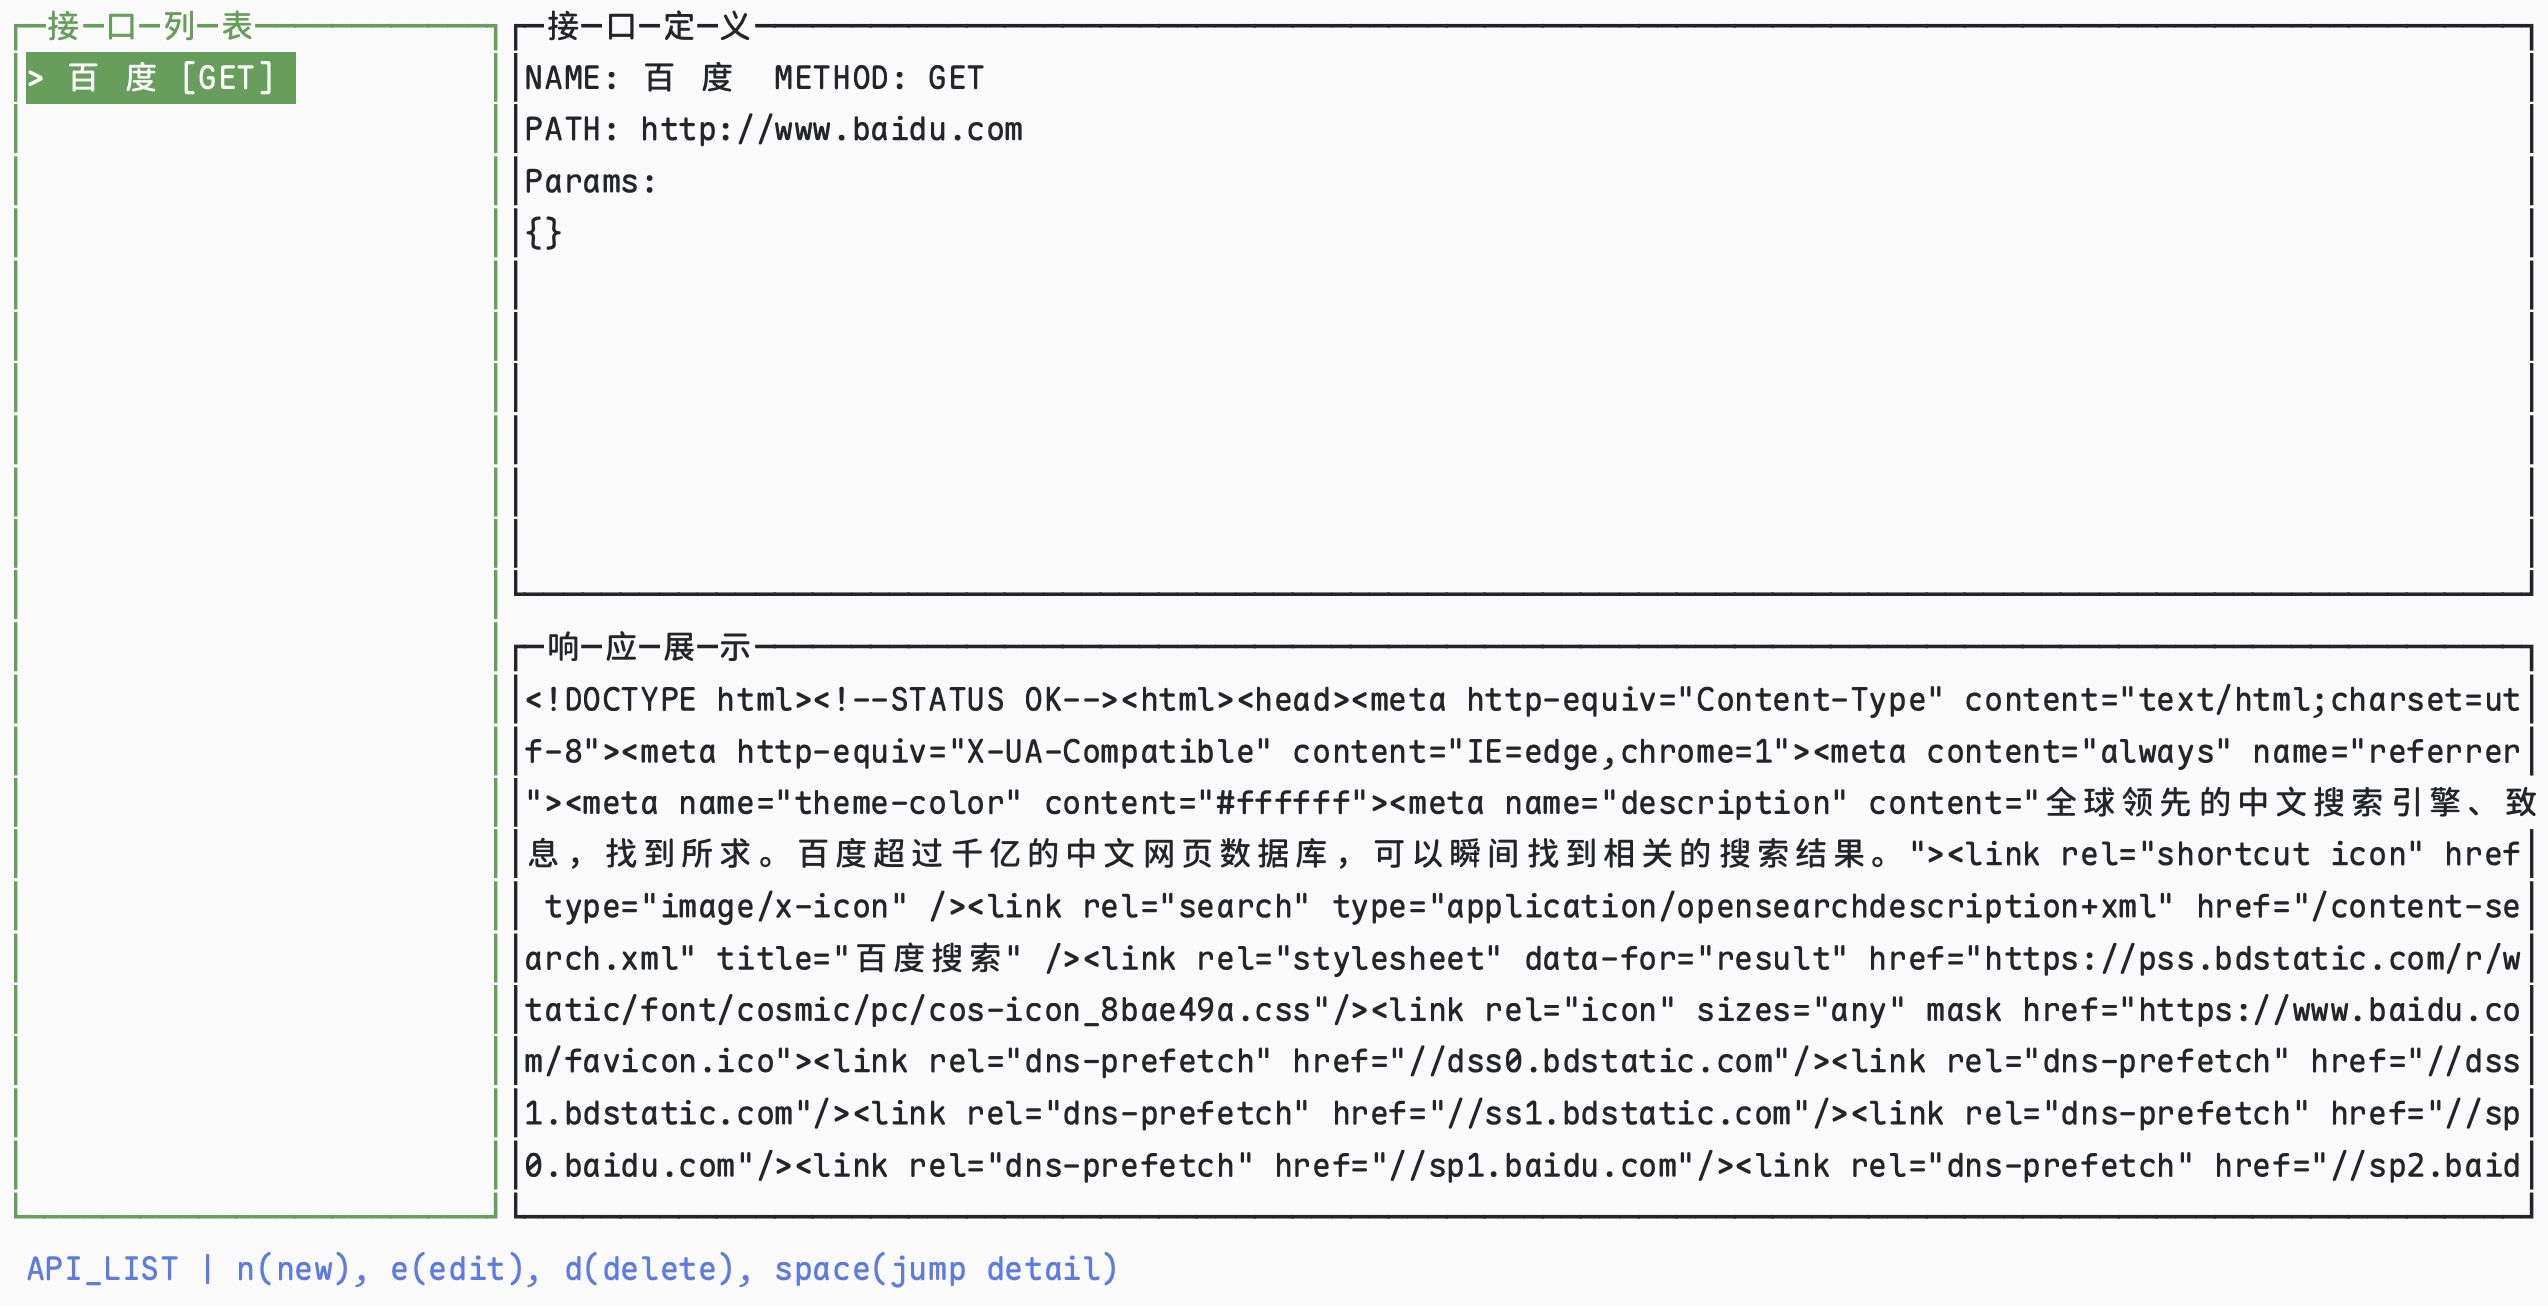 接口列表
> 百 度 [GET]
接口定义
NAME: 百 度  METHOD: GET
PATH: http://www.baidu.com
Params:
{}
响应展示
<!DOCTYPE html><!--STATUS OK--><html><head><meta http-equiv="Content-Type" content="text/html;charset=ut
f-8"><meta http-equiv="X-UA-Compatible" content="IE=edge,chrome=1"><meta content="always" name="referrer
"><meta name="theme-color" content="#ffffff"><meta name="description" content="全球领先的中文搜索引擎、致
息，找到所求。百度超过千亿的中文网页数据库，可以瞬间找到相关的搜索结果。"><link rel="shortcut icon" href
 type="image/x-icon" /><link rel="search" type="application/opensearchdescription+xml" href="/content-se
arch.xml" title="百度搜索" /><link rel="stylesheet" data-for="result" href="https://pss.bdstatic.com/r/w
tatic/font/cosmic/pc/cos-icon_8bae49a.css"/><link rel="icon" sizes="any" mask href="https://www.baidu.co
m/favicon.ico"><link rel="dns-prefetch" href="//dss0.bdstatic.com"/><link rel="dns-prefetch" href="//dss
1.bdstatic.com"/><link rel="dns-prefetch" href="//ss1.bdstatic.com"/><link rel="dns-prefetch" href="//sp
0.baidu.com"/><link rel="dns-prefetch" href="//sp1.baidu.com"/><link rel="dns-prefetch" href="//sp2.baid
API_LIST | n(new), e(edit), d(delete), space(jump detail)